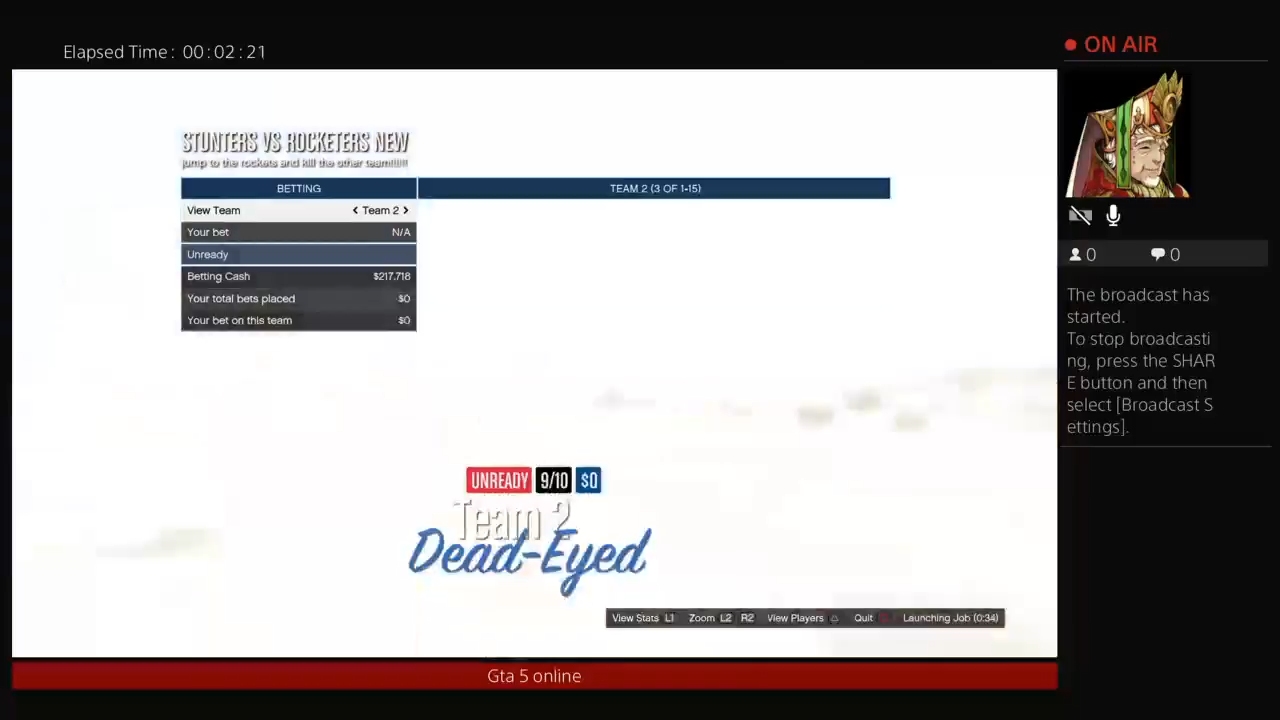 Elapsed Time: 00:02:21
ON AIR
STUNTERS VS ROCKETERS NEW
jump to the rockets and kill the other team!!!!!!
BETTING
TEAM 2 (3 OF 1-15)
View Team < Team 2 >
Your bet N/A
Unready
Betting Cash $217,718
Your total bets placed $0
Your bet on this team $0
0 0
The broadcast has
started.
To stop broadcasti
ng, press the SHAR
E button and then
select [Broadcast S
ettings].
UNREADY 9/10 $0
Team 2
Dead-Eyed
View Stats L1 Zoom L2 R2 View Players Quit Launching Job (0:34)
Gta 5 online